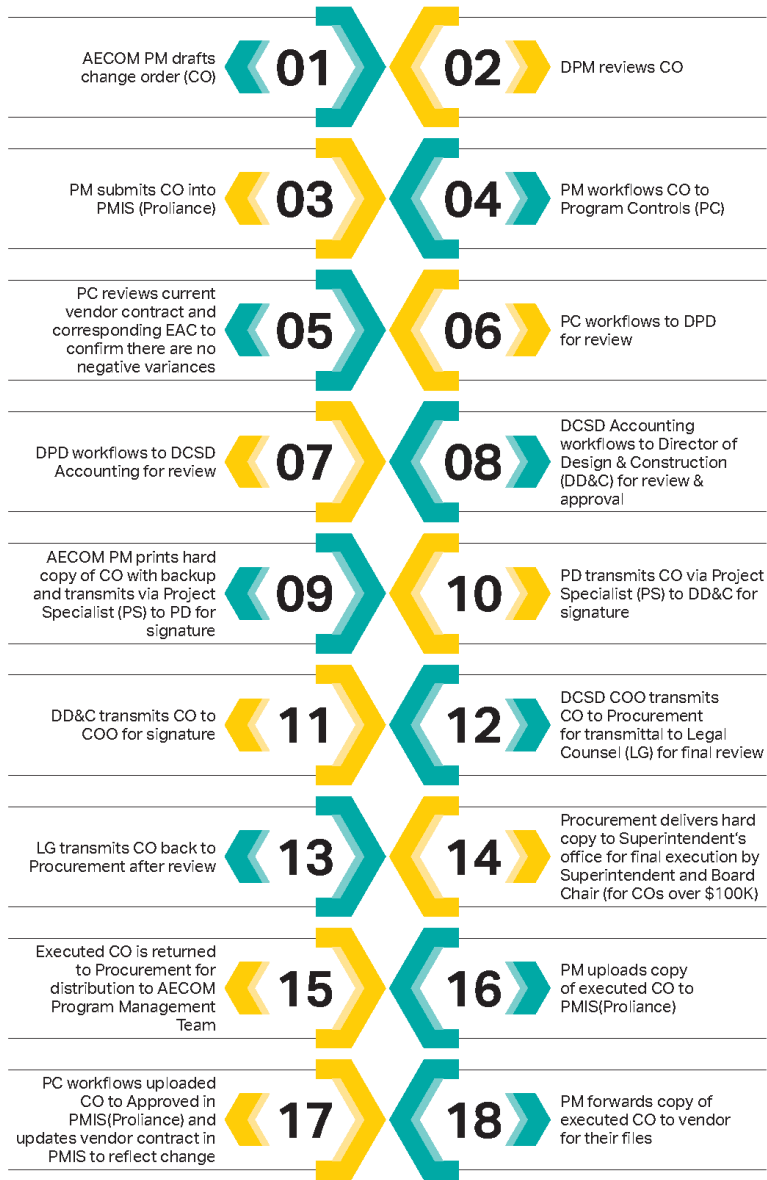 AECOM PM drafts
change order (CO)
01
02
DPM reviews CO
PM submits CO into
PMIS (Proliance)
03
04
PM workflows CO to
Program Controls (PC)
PC reviews current
vendor contract and
corresponding EAC to
confirm there are no
negative variances
05
06
PC workflows to DPD
for review
DPD workflows to DCSD
Accounting for review
07
08
DCSD Accounting
workflows to Director of
Design & Construction
(DD&C) for review &
approval
AECOM PM prints hard
copy of CO with backup
and transmits via Project
Specialist (PS) to PD for
signature
09
10
PD transmits CO via Project
Specialist (PS) to DD&C for
signature
DD&C transmits CO to
COO for signature
11
12
DCSD COO transmits
CO to Procurement
for transmittal to Legal
Counsel (LG) for final review
LG transmits CO back to
Procurement after review
13
14
Procurement delivers hard
copy to Superintendent's
office for final execution by
Superintendent and Board
Chair (for COs over $100K)
Executed CO is returned
to Procurement for
distribution to AECOM
Program Management
Team
15
16
PM uploads copy
of executed CO to
PMIS(Proliance)
PC workflows uploaded
CO to Approved in
PMIS(Proliance) and
updates vendor contract in
PMIS to reflect change
17
18
PM forwards copy of
executed CO to vendor
for their files